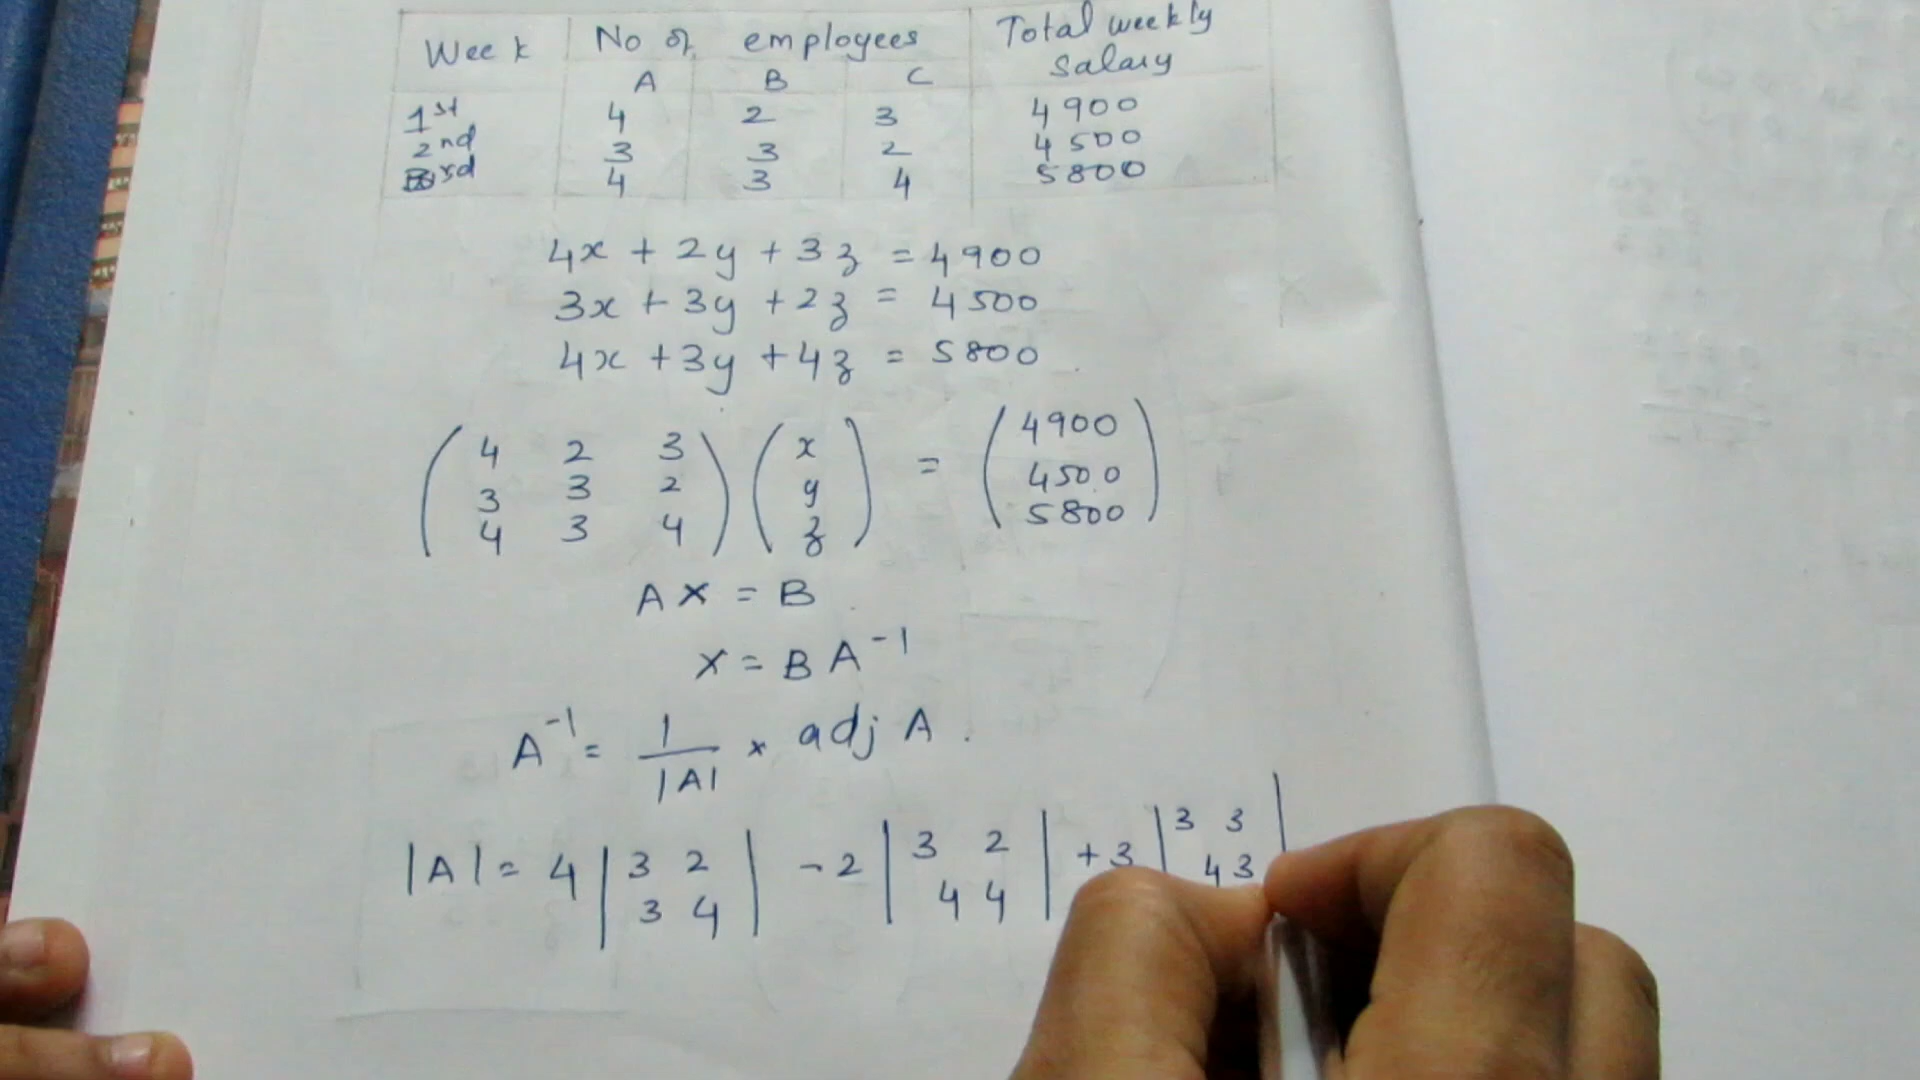 Week No of employees Total weekly salary
A B C
1st 4 2 3 4900
2nd 3 3 2 4500
3rd 4 3 4 5800
4x + 2y + 3z = 4900
3x + 3y + 2z = 4500
4x + 3y + 4z = 5800
4 2 3 x 4900
3 3 2 y = 4500
4 3 4 z 5800
AX = B
X = BA⁻¹
A⁻¹ = 1/|A| × adj A.
|A| = 4 |3 2| - 2 |3 2| + 3 |3 3|
|3 4| |4 4| |4 3|